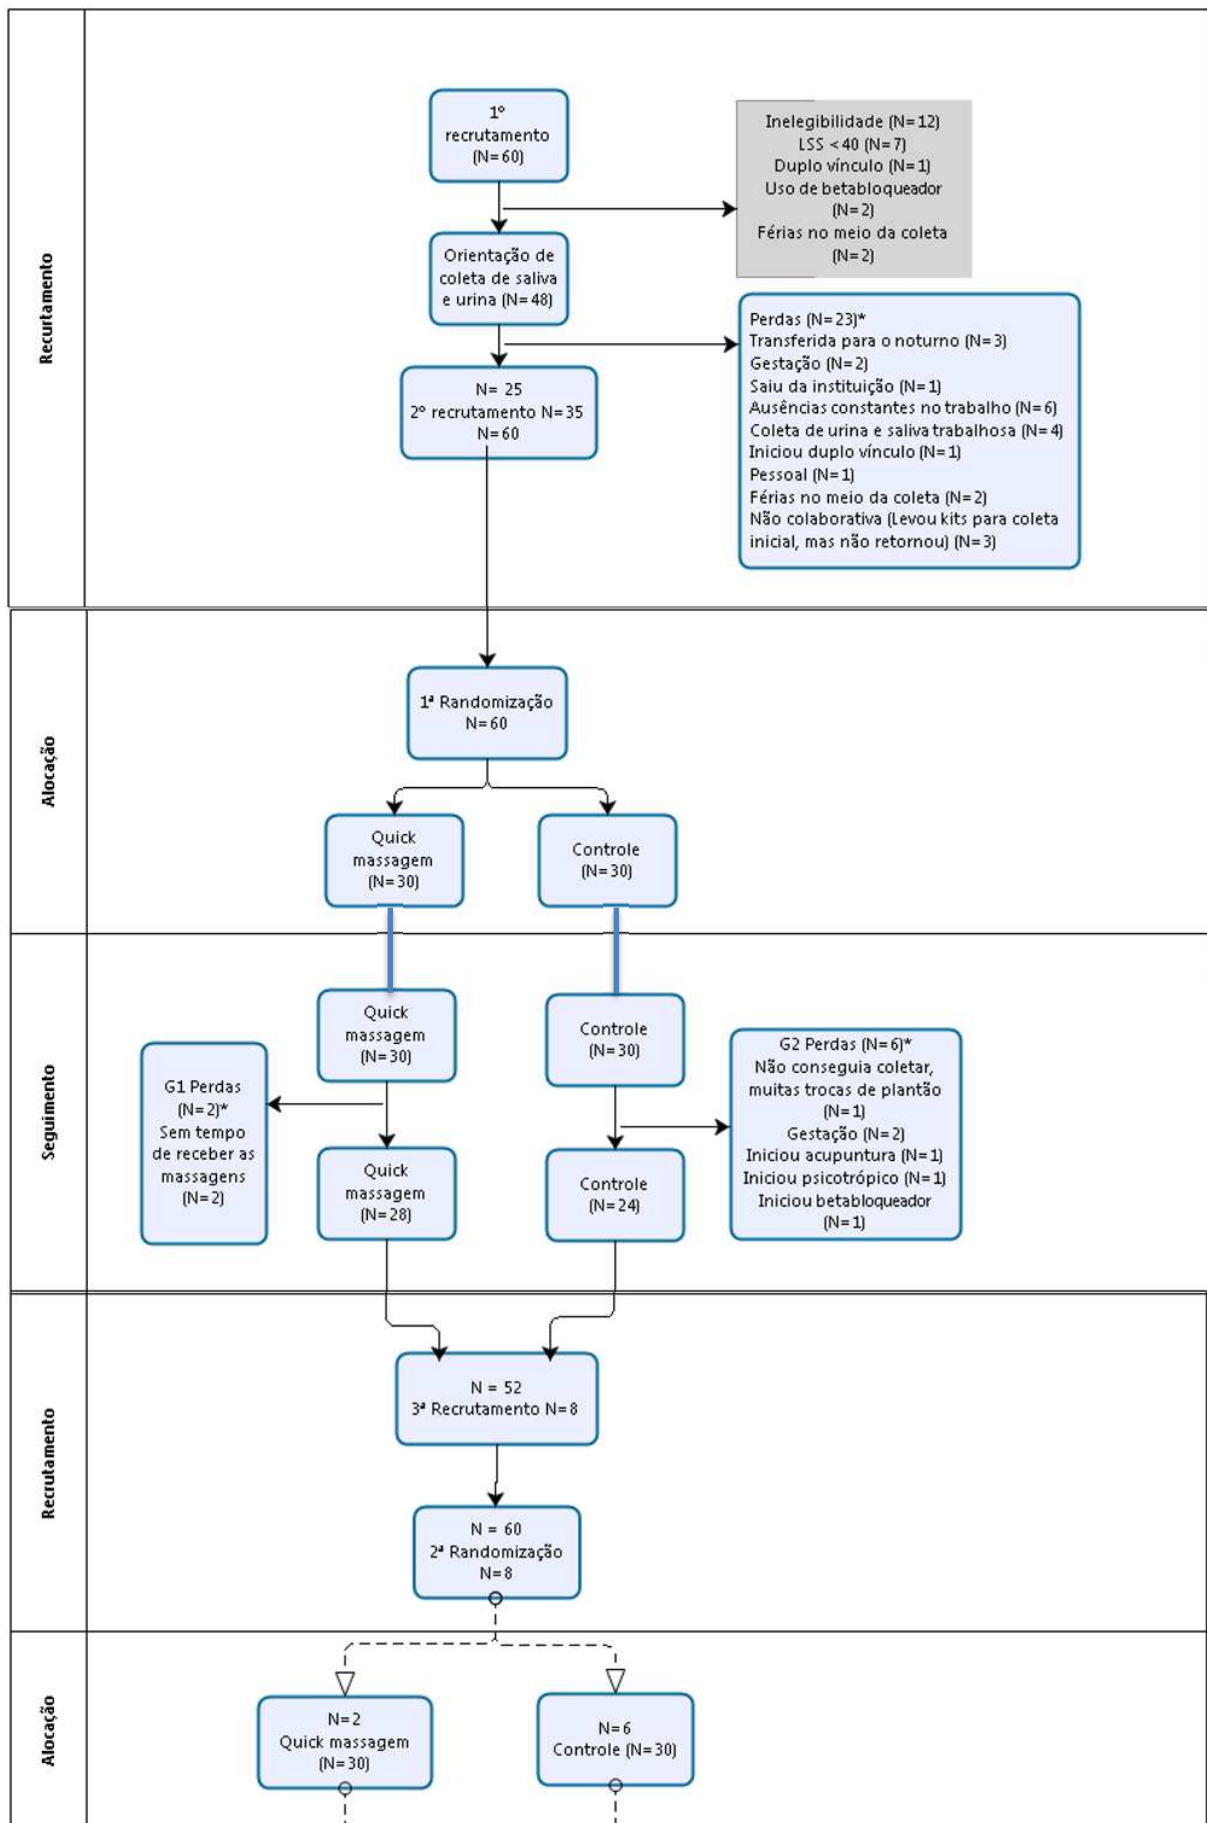 Recurtamento
1º
recrutamento
(N=60)
Inelegibilidade (N=12)
LSS < 40 (N=7)
Duplo vínculo (N=1)
Uso de betabloqueador
(N=2)
Férias no meio da coleta
(N=2)
Orientação de
coleta de saliva
e urina (N=48)
Perdas (N=23)*
Transferida para o noturno (N=3)
Gestação (N=2)
Saiu da instituição (N=1)
Ausências constantes no trabalho (N=6)
Coleta de urina e saliva trabalhosa (N=4)
Iniciou duplo vínculo (N=1)
Pessoal (N=1)
Férias no meio da coleta (N=2)
Não colaborativa (Levou kits para coleta
inicial, mas não retornou) (N=3)
N= 25
2º recrutamento N=35
N=60
Alocação
1ª Randomização
N=60
Quick
massagem
(N=30)
Controle
(N=30)
Seguimento
Quick
massagem
(N=30)
Controle
(N=30)
G1 Perdas
(N=2)*
Sem tempo
de receber as
massagens
(N=2)
G2 Perdas (N=6)*
Não conseguia coletar,
muitas trocas de plantão
(N=1)
Gestação (N=2)
Iniciou acupuntura (N=1)
Iniciou psicotrópico (N=1)
Iniciou betabloqueador
(N=1)
Quick
massagem
(N=28)
Controle
(N=24)
Recrutamento
N = 52
3ª Recrutamento N=8
N = 60
2ª Randomização
N=8
Alocação
N=2
Quick massagem
(N=30)
N=6
Controle (N=30)